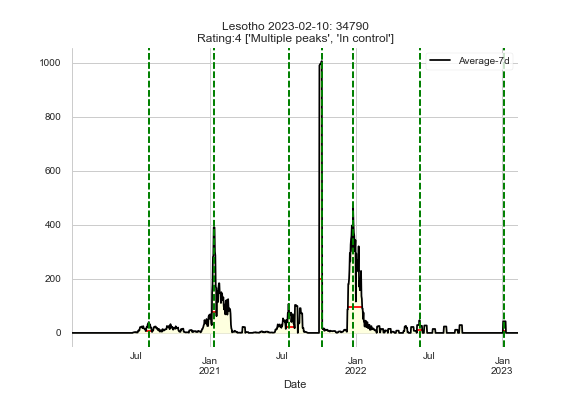 Lesotho 2023-02-10: 34790
Rating:4 ['Multiple peaks', 'In control']
Average-7d
1000
800
600
400
200
0
Jul
Jan
2021
Jul
Jan
2022
Jul
Jan
2023
Date